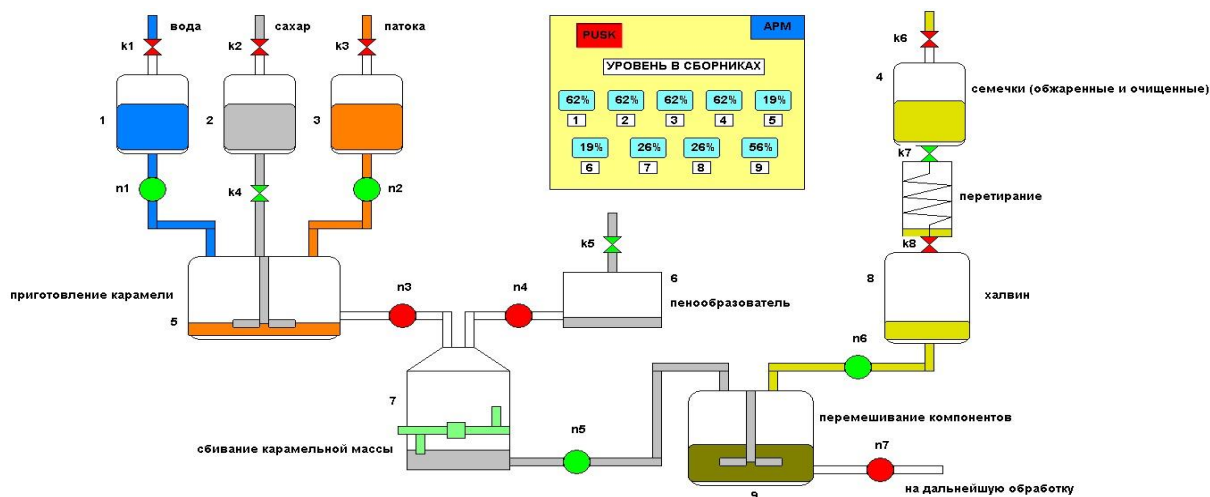 вода
сахар
патока
k1
k2
k3
1
2
3
n1
k4
n2
PUSK
АРМ
УРОВЕНЬ В СБОРНИКАХ
62%
62%
62%
62%
19%
1
2
3
4
5
19%
26%
26%
56%
6
7
8
9
k6
4
семечки (обжаренные и очищенные)
k7
перетирание
k8
8
халвин
k5
6
пенообразователь
приготовление карамели
5
n3
n4
7
сбивание карамельной массы
n5
n6
перемешивание компонентов
n7
9
на дальнейшую обработку